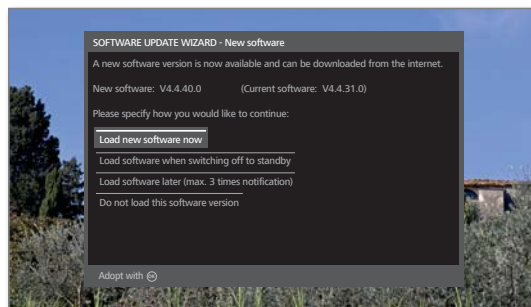 SOFTWARE UPDATE WIZARD - New software
A new software version is now available and can be downloaded from the internet.
New software: V4.4.40.0 (Current software: V4.4.31.0)
Please specify how you would like to continue:
Load new software now
Load software when switching off to standby
Load software later (max. 3 times notification)
Do not load this software version
Adopt with OK